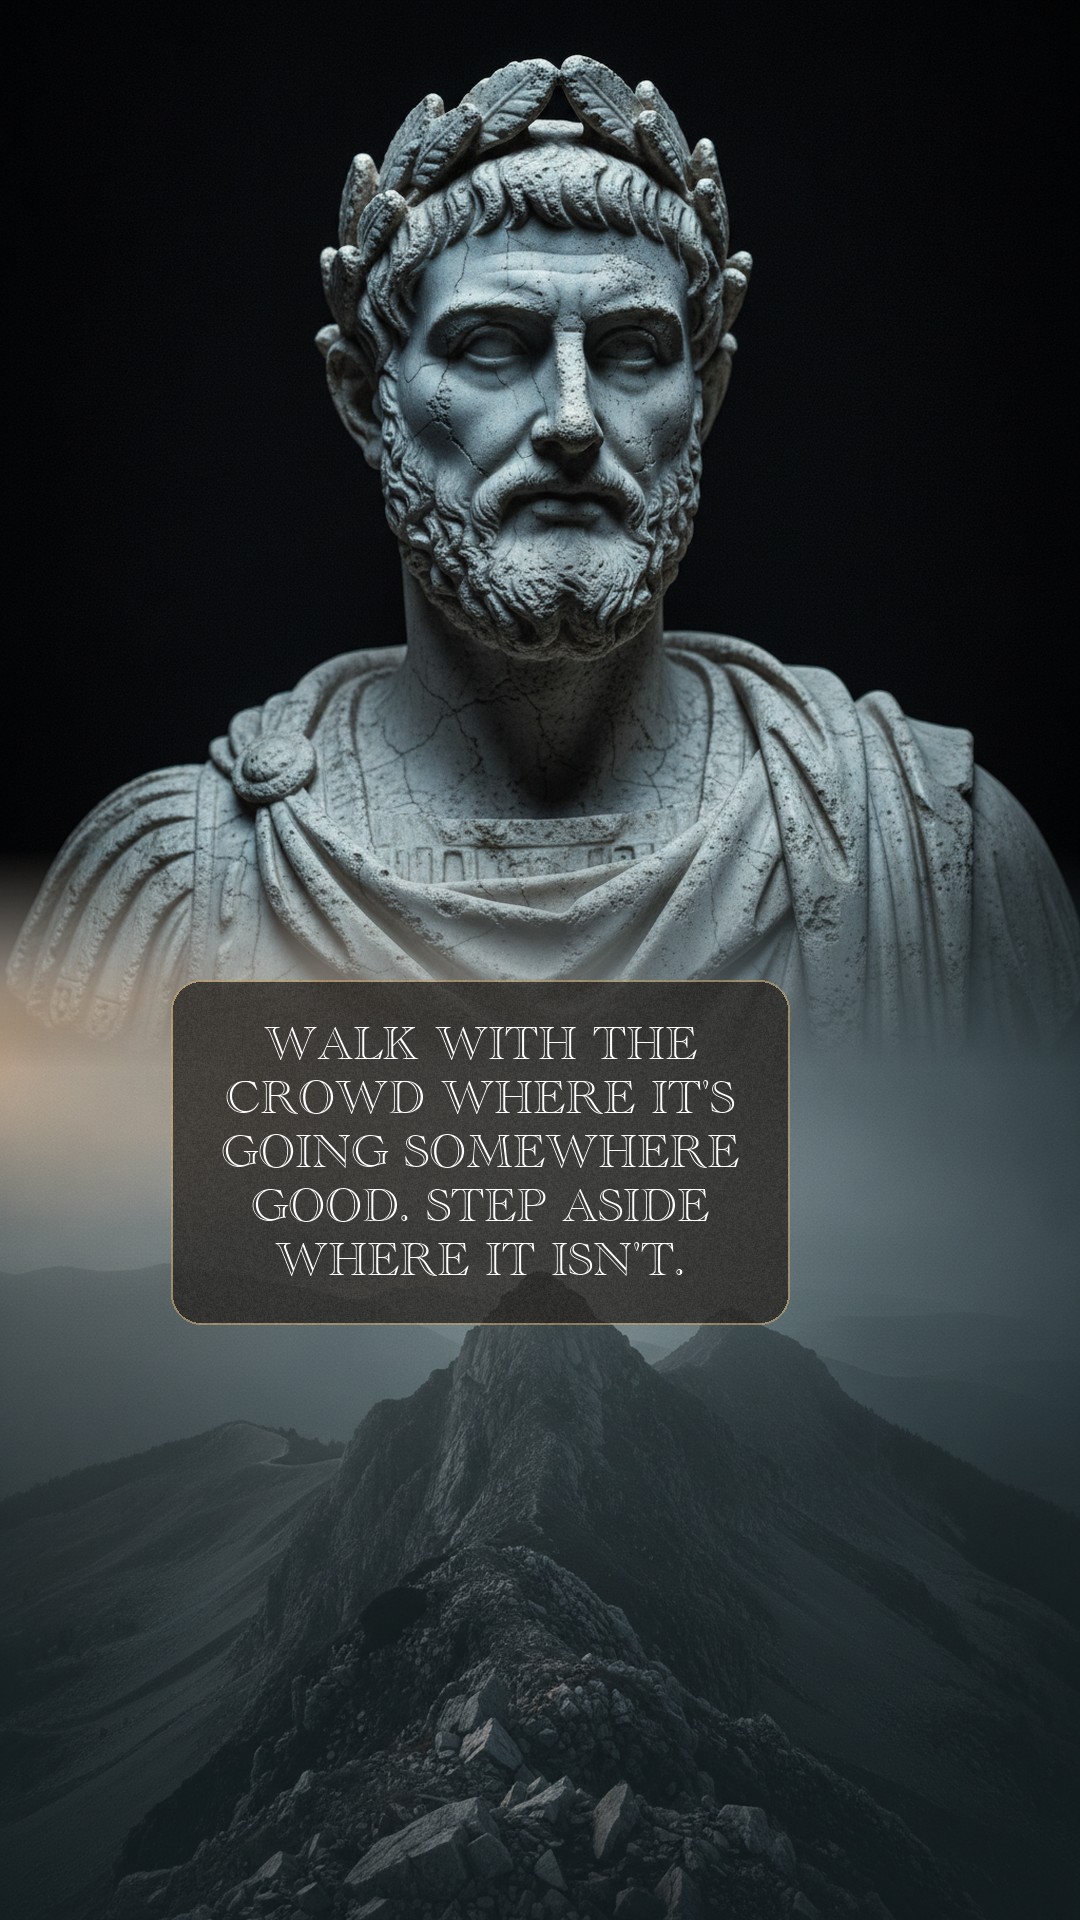 WALK WITH THE
CROWD WHERE IT'S
GOING SOMEWHERE
GOOD. STEP ASIDE
WHERE IT ISN'T.